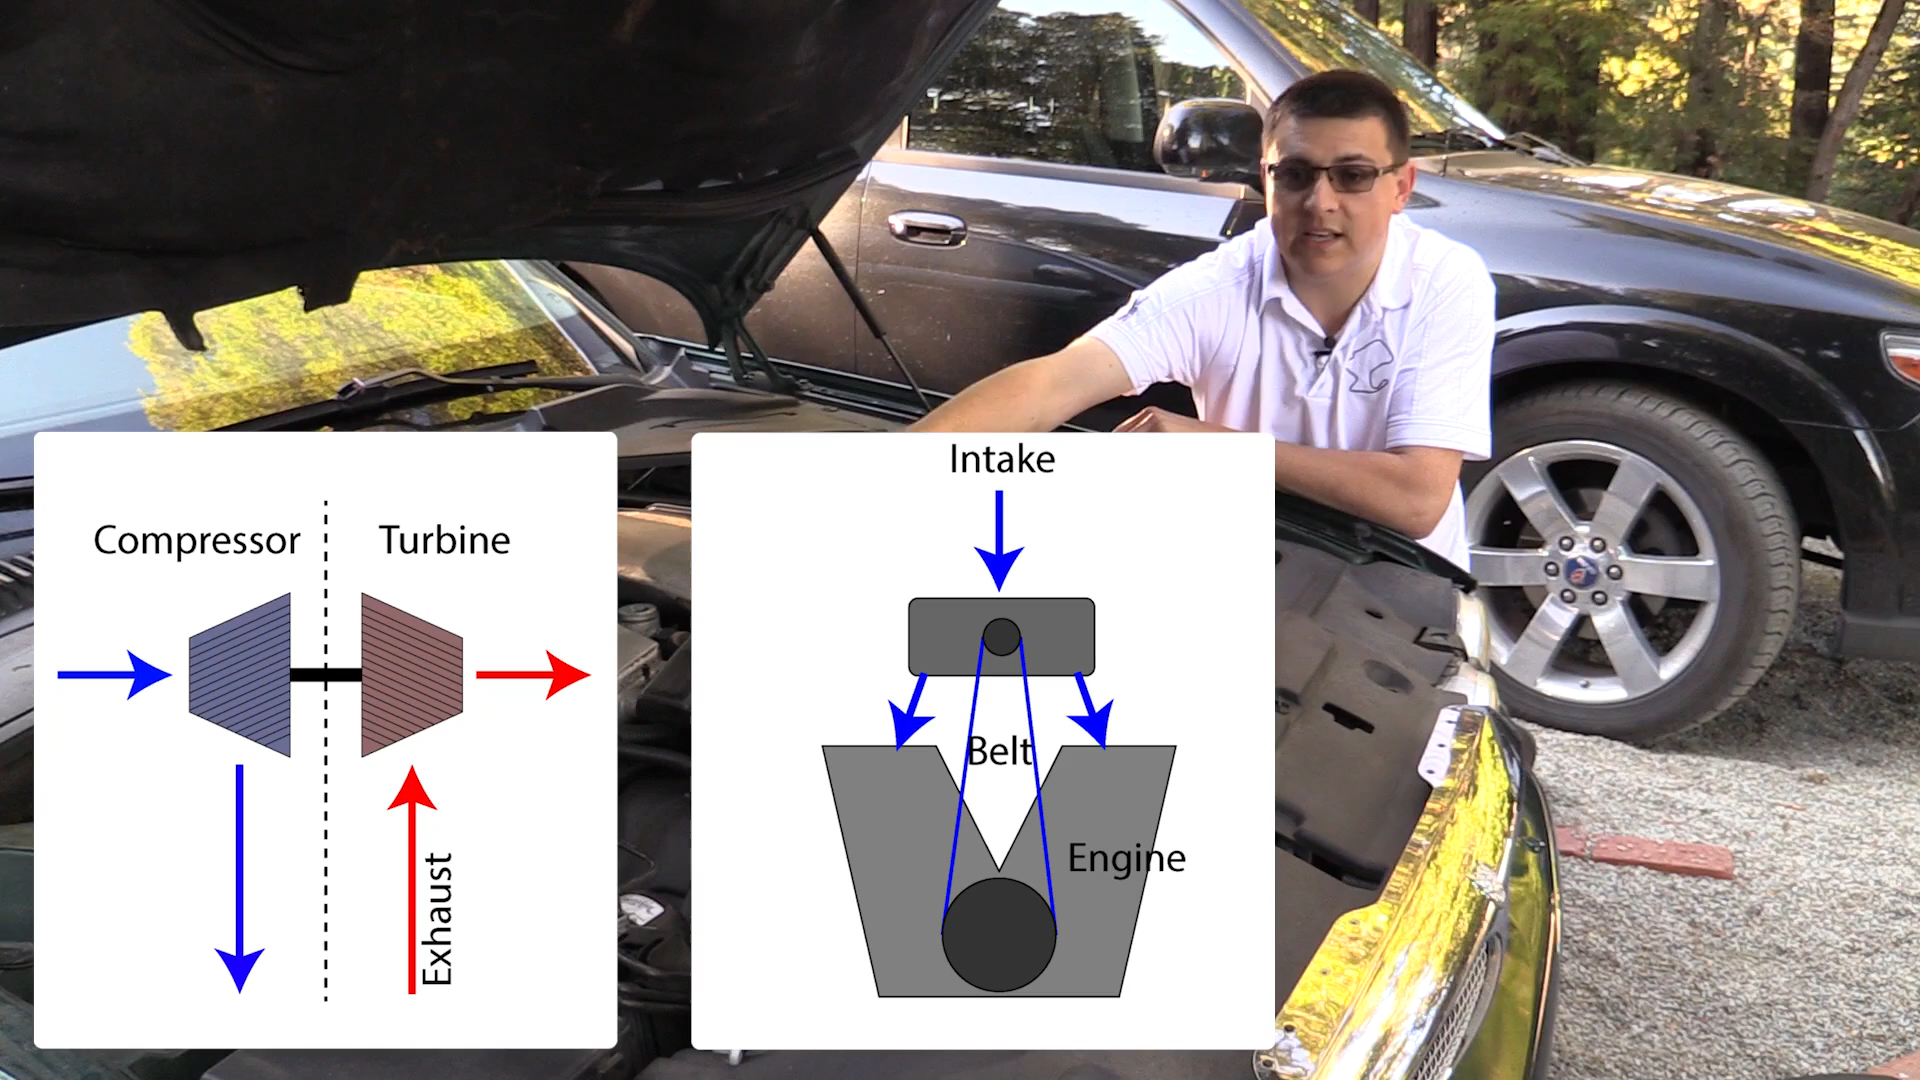 Compressor
Turbine
Exhaust
Intake
Belt
Engine